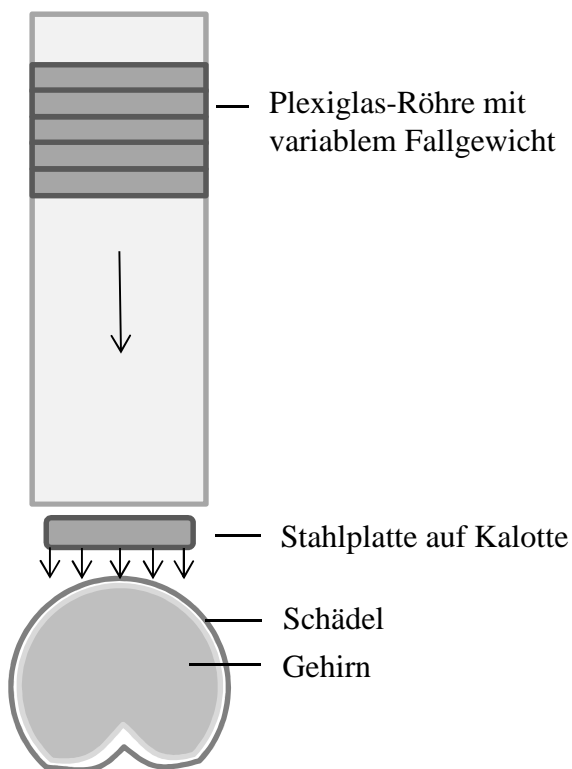 Plexiglas-Röhre mit
variablem Fallgewicht
Stahlplatte auf Kalotte
Schädel
Gehirn